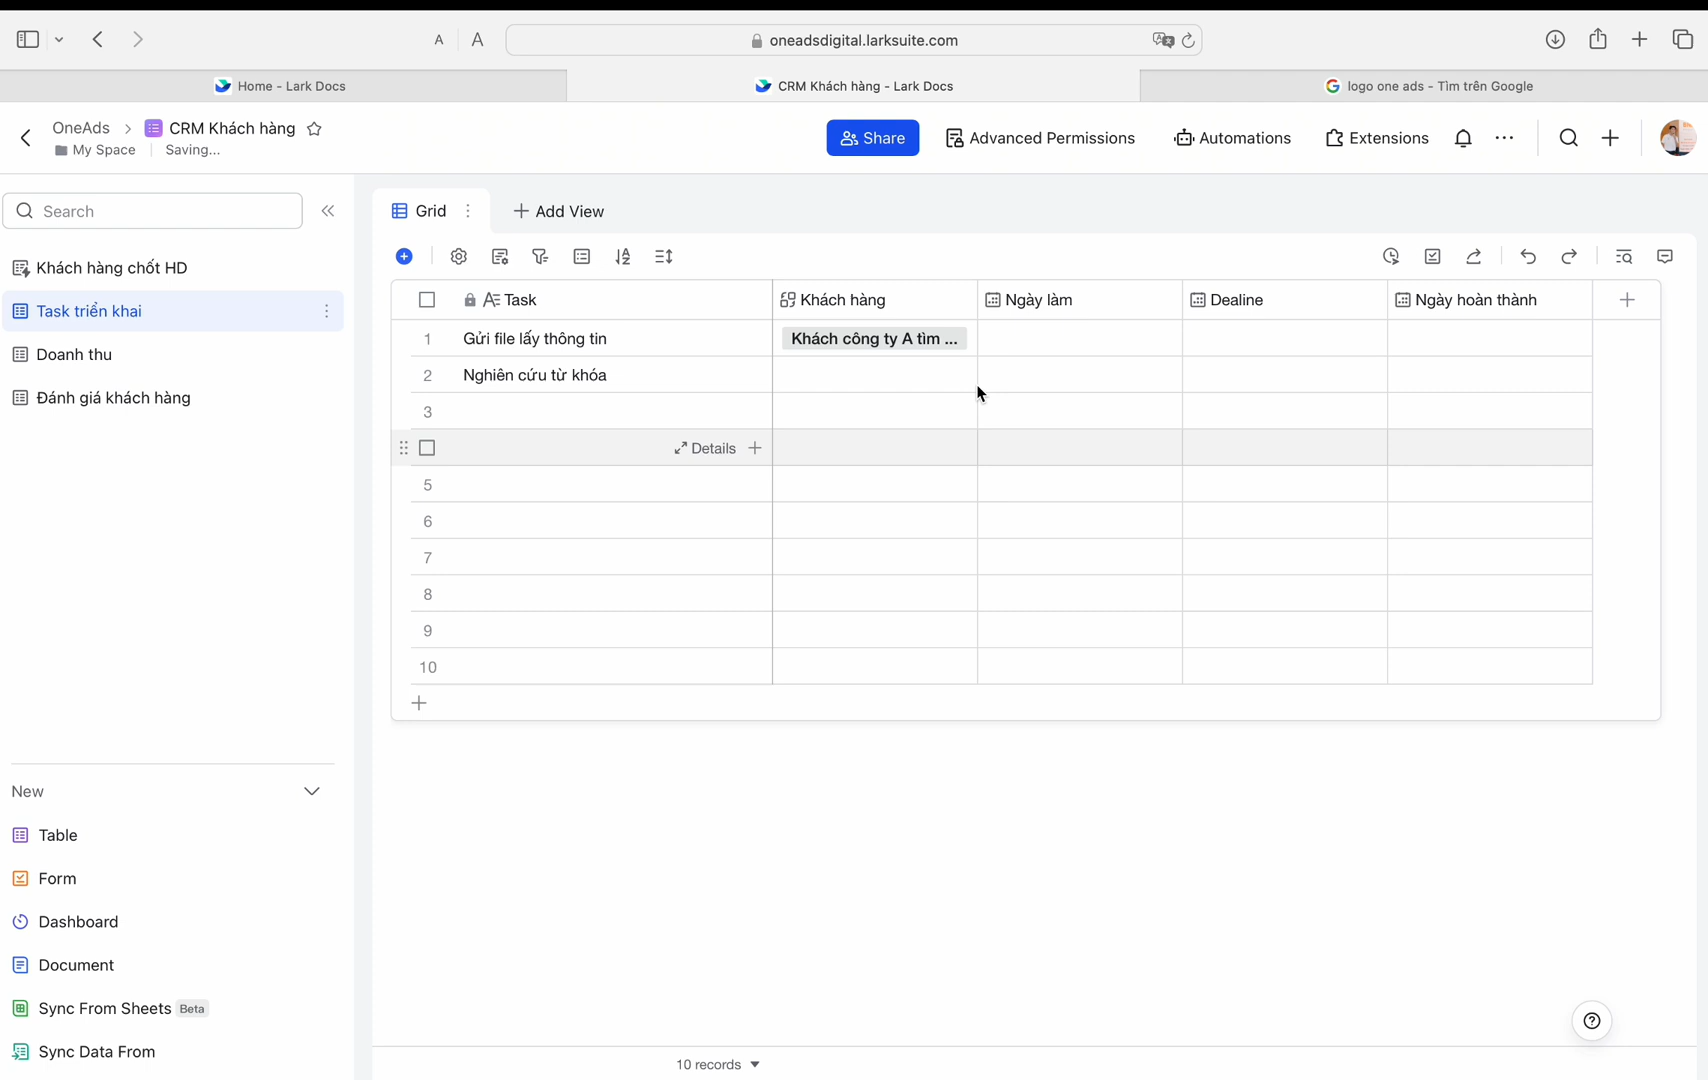 A A oneadsdigital.larksuite.com
Home - Lark Docs
CRM Khách hàng - Lark Docs
logo one ads - Tìm trên Google
OneAds > CRM Khách hàng
My Space | Saving...
Share
Advanced Permissions
Automations
Extensions
Search
Khách hàng chốt HD
Task triển khai
Doanh thu
Đánh giá khách hàng
New
Table
Form
Dashboard
Document
Sync From Sheets Beta
Sync Data From
Grid
Add View
Task Khách hàng Ngày làm Dealine Ngày hoàn thành
1 Gửi file lấy thông tin Khách công ty A tìm ...
2 Nghiên cứu từ khóa
3
Details
5
6
7
8
9
10
10 records